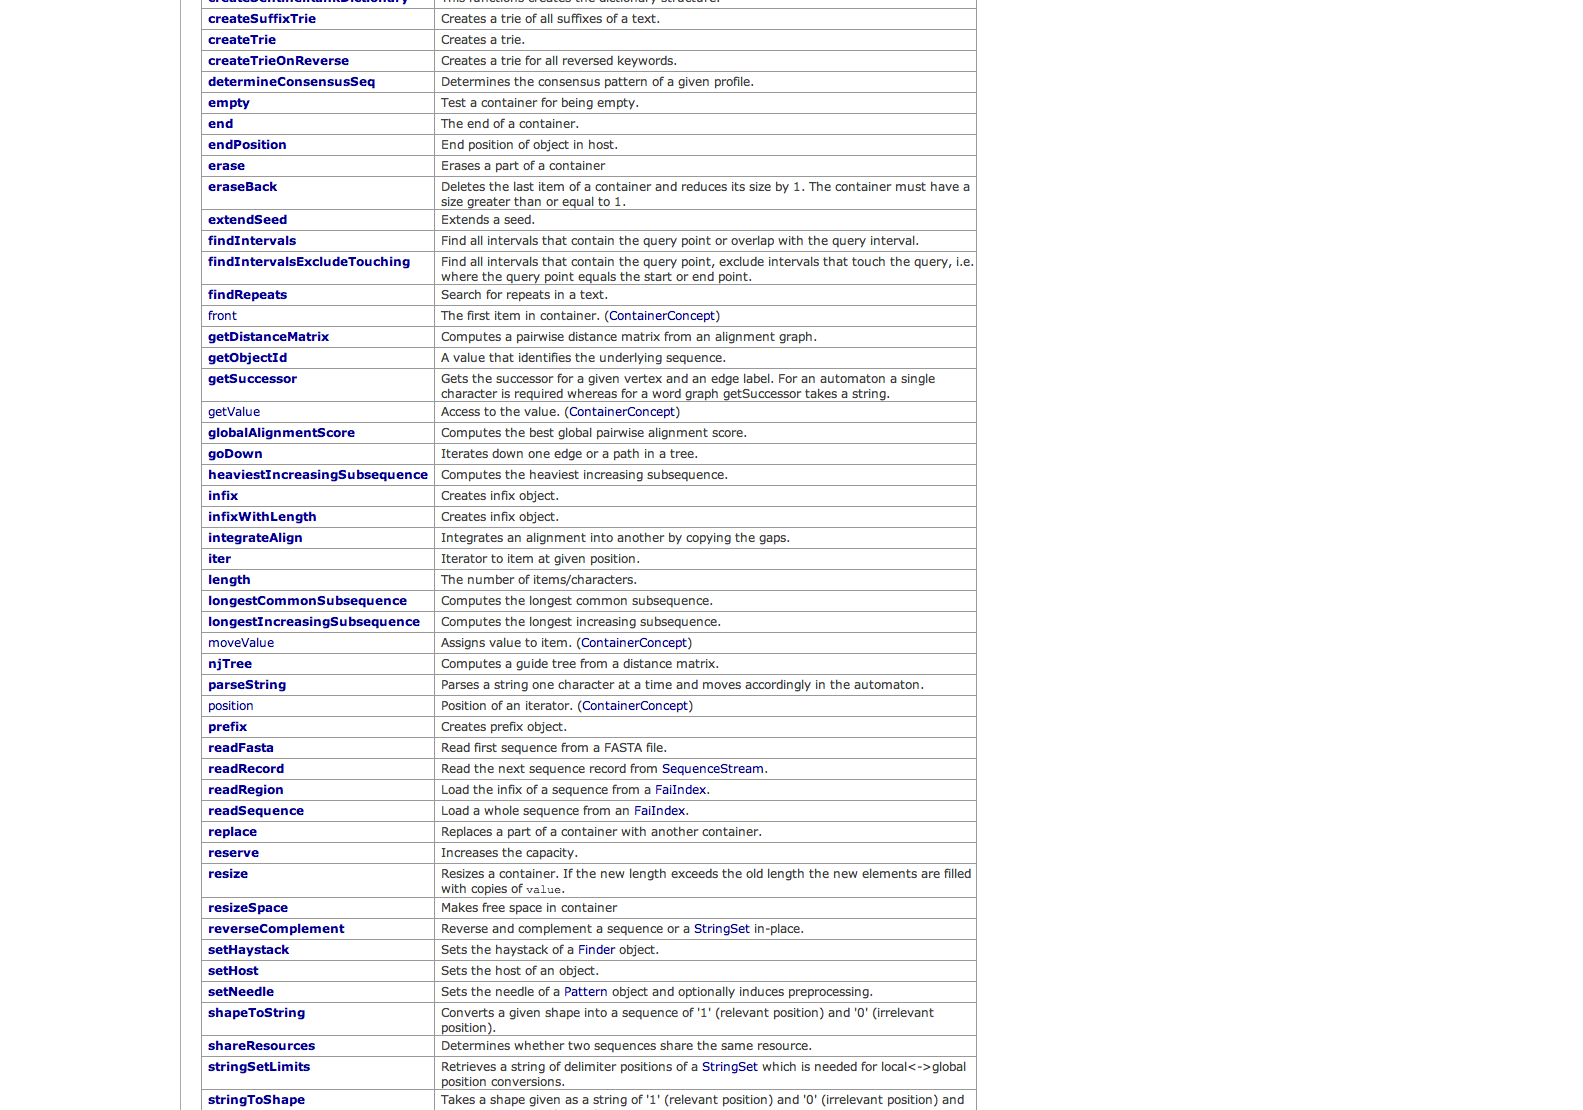 createSuffixTrie Creates a trie of all suffixes of a text.
createTrie Creates a trie.
createTrieOnReverse Creates a trie for all reversed keywords.
determineConsensusSeq Determines the consensus pattern of a given profile.
empty Test a container for being empty.
end The end of a container.
endPosition End position of object in host.
erase Erases a part of a container
eraseBack Deletes the last item of a container and reduces its size by 1. The container must have a
size greater than or equal to 1.
extendSeed Extends a seed.
findIntervals Find all intervals that contain the query point or overlap with the query interval.
findIntervalsExcludeTouching Find all intervals that contain the query point, exclude intervals that touch the query, i.e.
where the query point equals the start or end point.
findRepeats Search for repeats in a text.
front The first item in container. (ContainerConcept)
getDistanceMatrix Computes a pairwise distance matrix from an alignment graph.
getObjectId A value that identifies the underlying sequence.
getSuccessor Gets the successor for a given vertex and an edge label. For an automaton a single
character is required whereas for a word graph getSuccessor takes a string.
getValue Access to the value. (ContainerConcept)
globalAlignmentScore Computes the best global pairwise alignment score.
goDown Iterates down one edge or a path in a tree.
heaviestIncreasingSubsequence Computes the heaviest increasing subsequence.
infix Creates infix object.
infixWithLength Creates infix object.
integrateAlign Integrates an alignment into another by copying the gaps.
iter Iterator to item at given position.
length The number of items/characters.
longestCommonSubsequence Computes the longest common subsequence.
longestIncreasingSubsequence Computes the longest increasing subsequence.
moveValue Assigns value to item. (ContainerConcept)
njTree Computes a guide tree from a distance matrix.
parseString Parses a string one character at a time and moves accordingly in the automaton.
position Position of an iterator. (ContainerConcept)
prefix Creates prefix object.
readFasta Read first sequence from a FASTA file.
readRecord Read the next sequence record from SequenceStream.
readRegion Load the infix of a sequence from a FaiIndex.
readSequence Load a whole sequence from an FaiIndex.
replace Replaces a part of a container with another container.
reserve Increases the capacity.
resize Resizes a container. If the new length exceeds the old length the new elements are filled
with copies of value.
resizeSpace Makes free space in container
reverseComplement Reverse and complement a sequence or a StringSet in-place.
setHaystack Sets the haystack of a Finder object.
setHost Sets the host of an object.
setNeedle Sets the needle of a Pattern object and optionally induces preprocessing.
shapeToString Converts a given shape into a sequence of '1' (relevant position) and '0' (irrelevant
position).
shareResources Determines whether two sequences share the same resource.
stringSetLimits Retrieves a string of delimiter positions of a StringSet which is needed for local<->global
position conversions.
stringToShape Takes a shape given as a string of '1' (relevant position) and '0' (irrelevant position) and